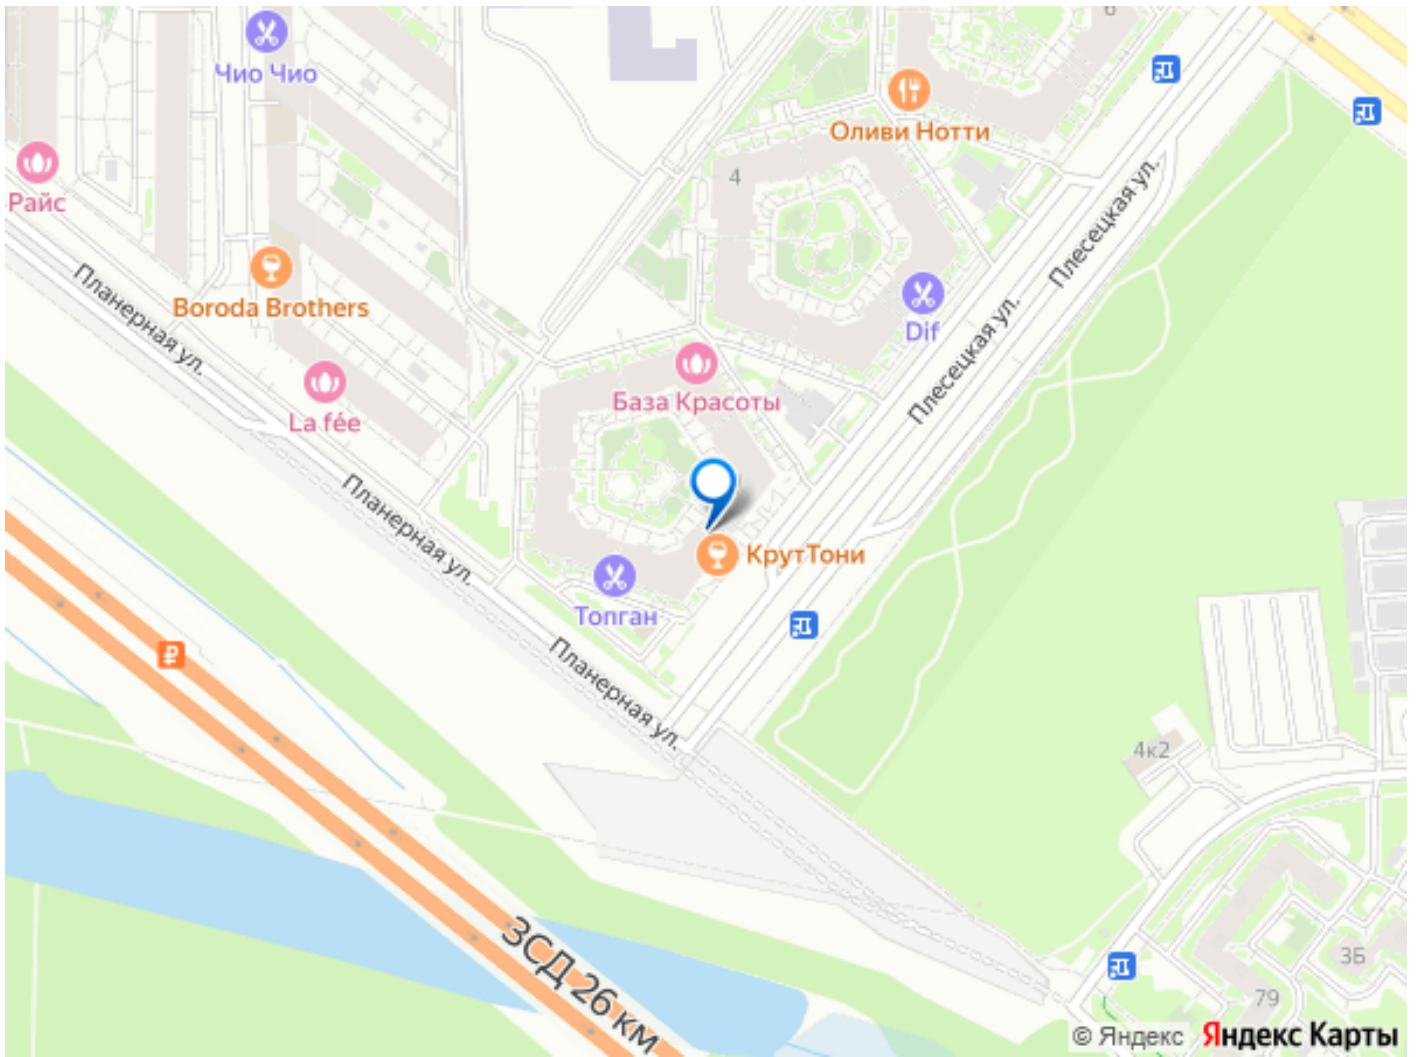 6
Чио Чио
Оливи Нотти
4
Райс
Плесецкая ул.
Планерная ул.
Boroda Brothers
Dif
Плесецкая ул.
База Красоты
La fée
Планерная ул.
КрутТони
Топган
Планерная ул.
4к2
ЗСД 26 км
3Б
79
© Яндекс Яндекс Карты